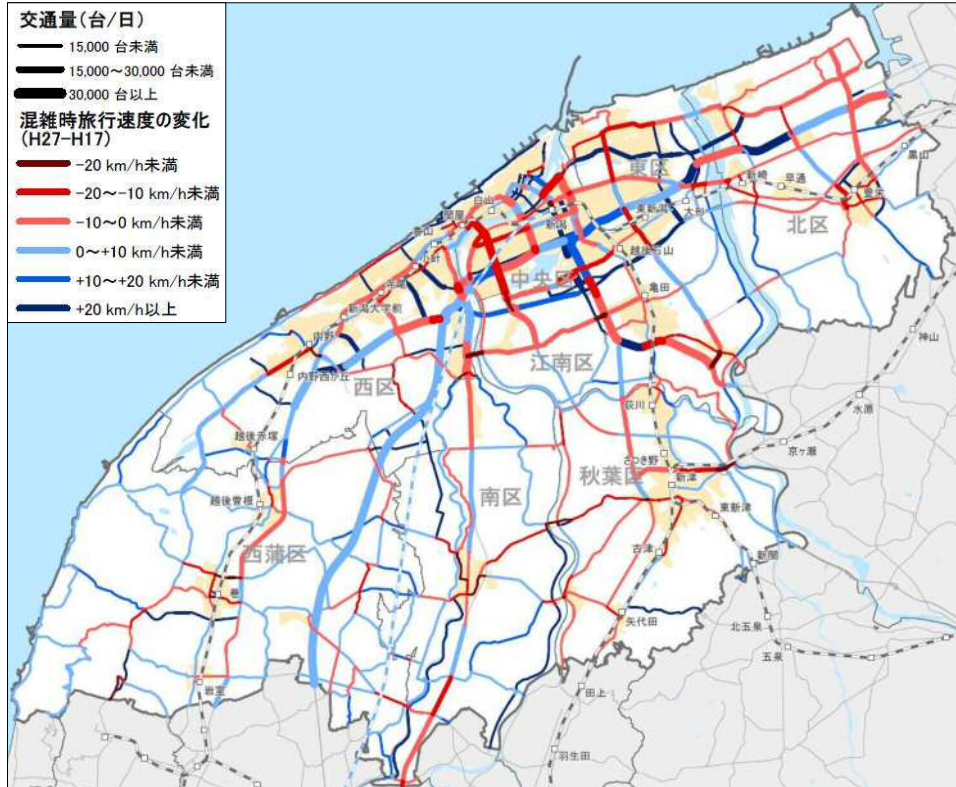 交通量(台/日)
15,000 台未満
15,000～30,000 台未満
30,000 台以上
混雑時旅行速度の変化
(H27-H17)
-20 km/h未満
-20～-10 km/h未満
-10～0 km/h未満
0～+10 km/h未満
+10～+20 km/h未満
+20 km/h以上
黒山
東区
新崎
早通
豊栄
白山
関屋
青山
新潟
東新潟
大形
北区
小針
越後石山
中央区
寺尾
亀田
新潟大学前
内野
神山
江南区
内野西が丘
西区
荻川
水原
越後赤塚
京ヶ瀬
さつき野
秋葉区
新津
越後曽根
南区
東新津
西蒲区
古津
新関
巻
矢代田
北五泉
五泉
岩室
田上
羽生田